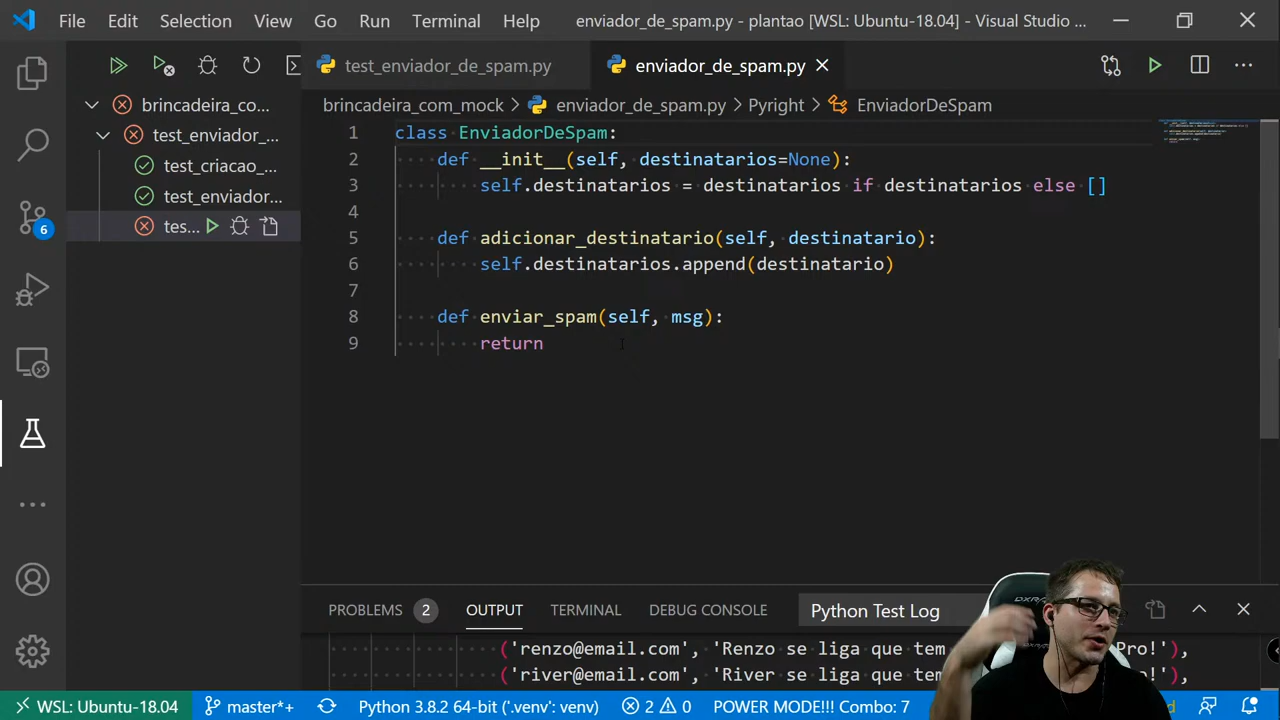 File Edit Selection View Go Run Terminal Help enviador_de_spam.py - plantao [WSL: Ubuntu-18.04] - Visual Studio ...
test_enviador_de_spam.py enviador_de_spam.py
brincadeira_com_mock > enviador_de_spam.py > Pyright > EnviadorDeSpam
brincadeira_co...
test_enviador_...
test_criacao_...
test_enviador...
tes...
6
1 class EnviadorDeSpam:
2 def __init__(self, destinatarios=None):
3 self.destinatarios = destinatarios if destinatarios else []
4
5 def adicionar_destinatario(self, destinatario):
6 self.destinatarios.append(destinatario)
7
8 def enviar_spam(self, msg):
9 return
PROBLEMS 2 OUTPUT TERMINAL DEBUG CONSOLE Python Test Log
('renzo@email.com', 'Renzo se liga que tem Pro!'),
('river@email.com', 'River se liga que tem Pro!'),
WSL: Ubuntu-18.04 master*+ Python 3.8.2 64-bit ('.venv': venv) 2 0 POWER MODE!!! Combo: 7